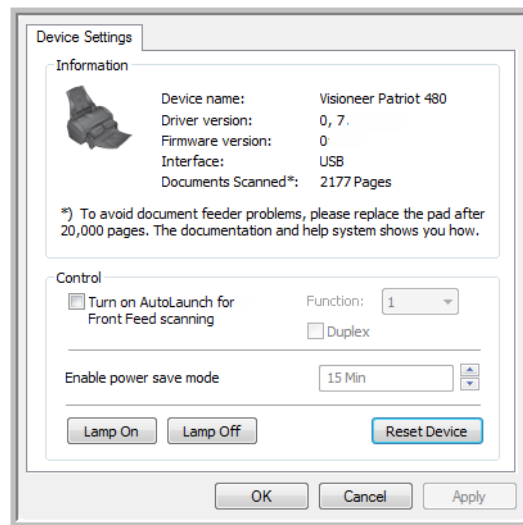 Device Settings
Information
Device name: Visioneer Patriot 480
Driver version: 0, 7.
Firmware version: 0
Interface: USB
Documents Scanned*: 2177 Pages
*) To avoid document feeder problems, please replace the pad after
20,000 pages. The documentation and help system shows you how.
Control
Turn on AutoLaunch for Function: 1
Front Feed scanning
Duplex
Enable power save mode 15 Min
Lamp On Lamp Off Reset Device
OK Cancel Apply